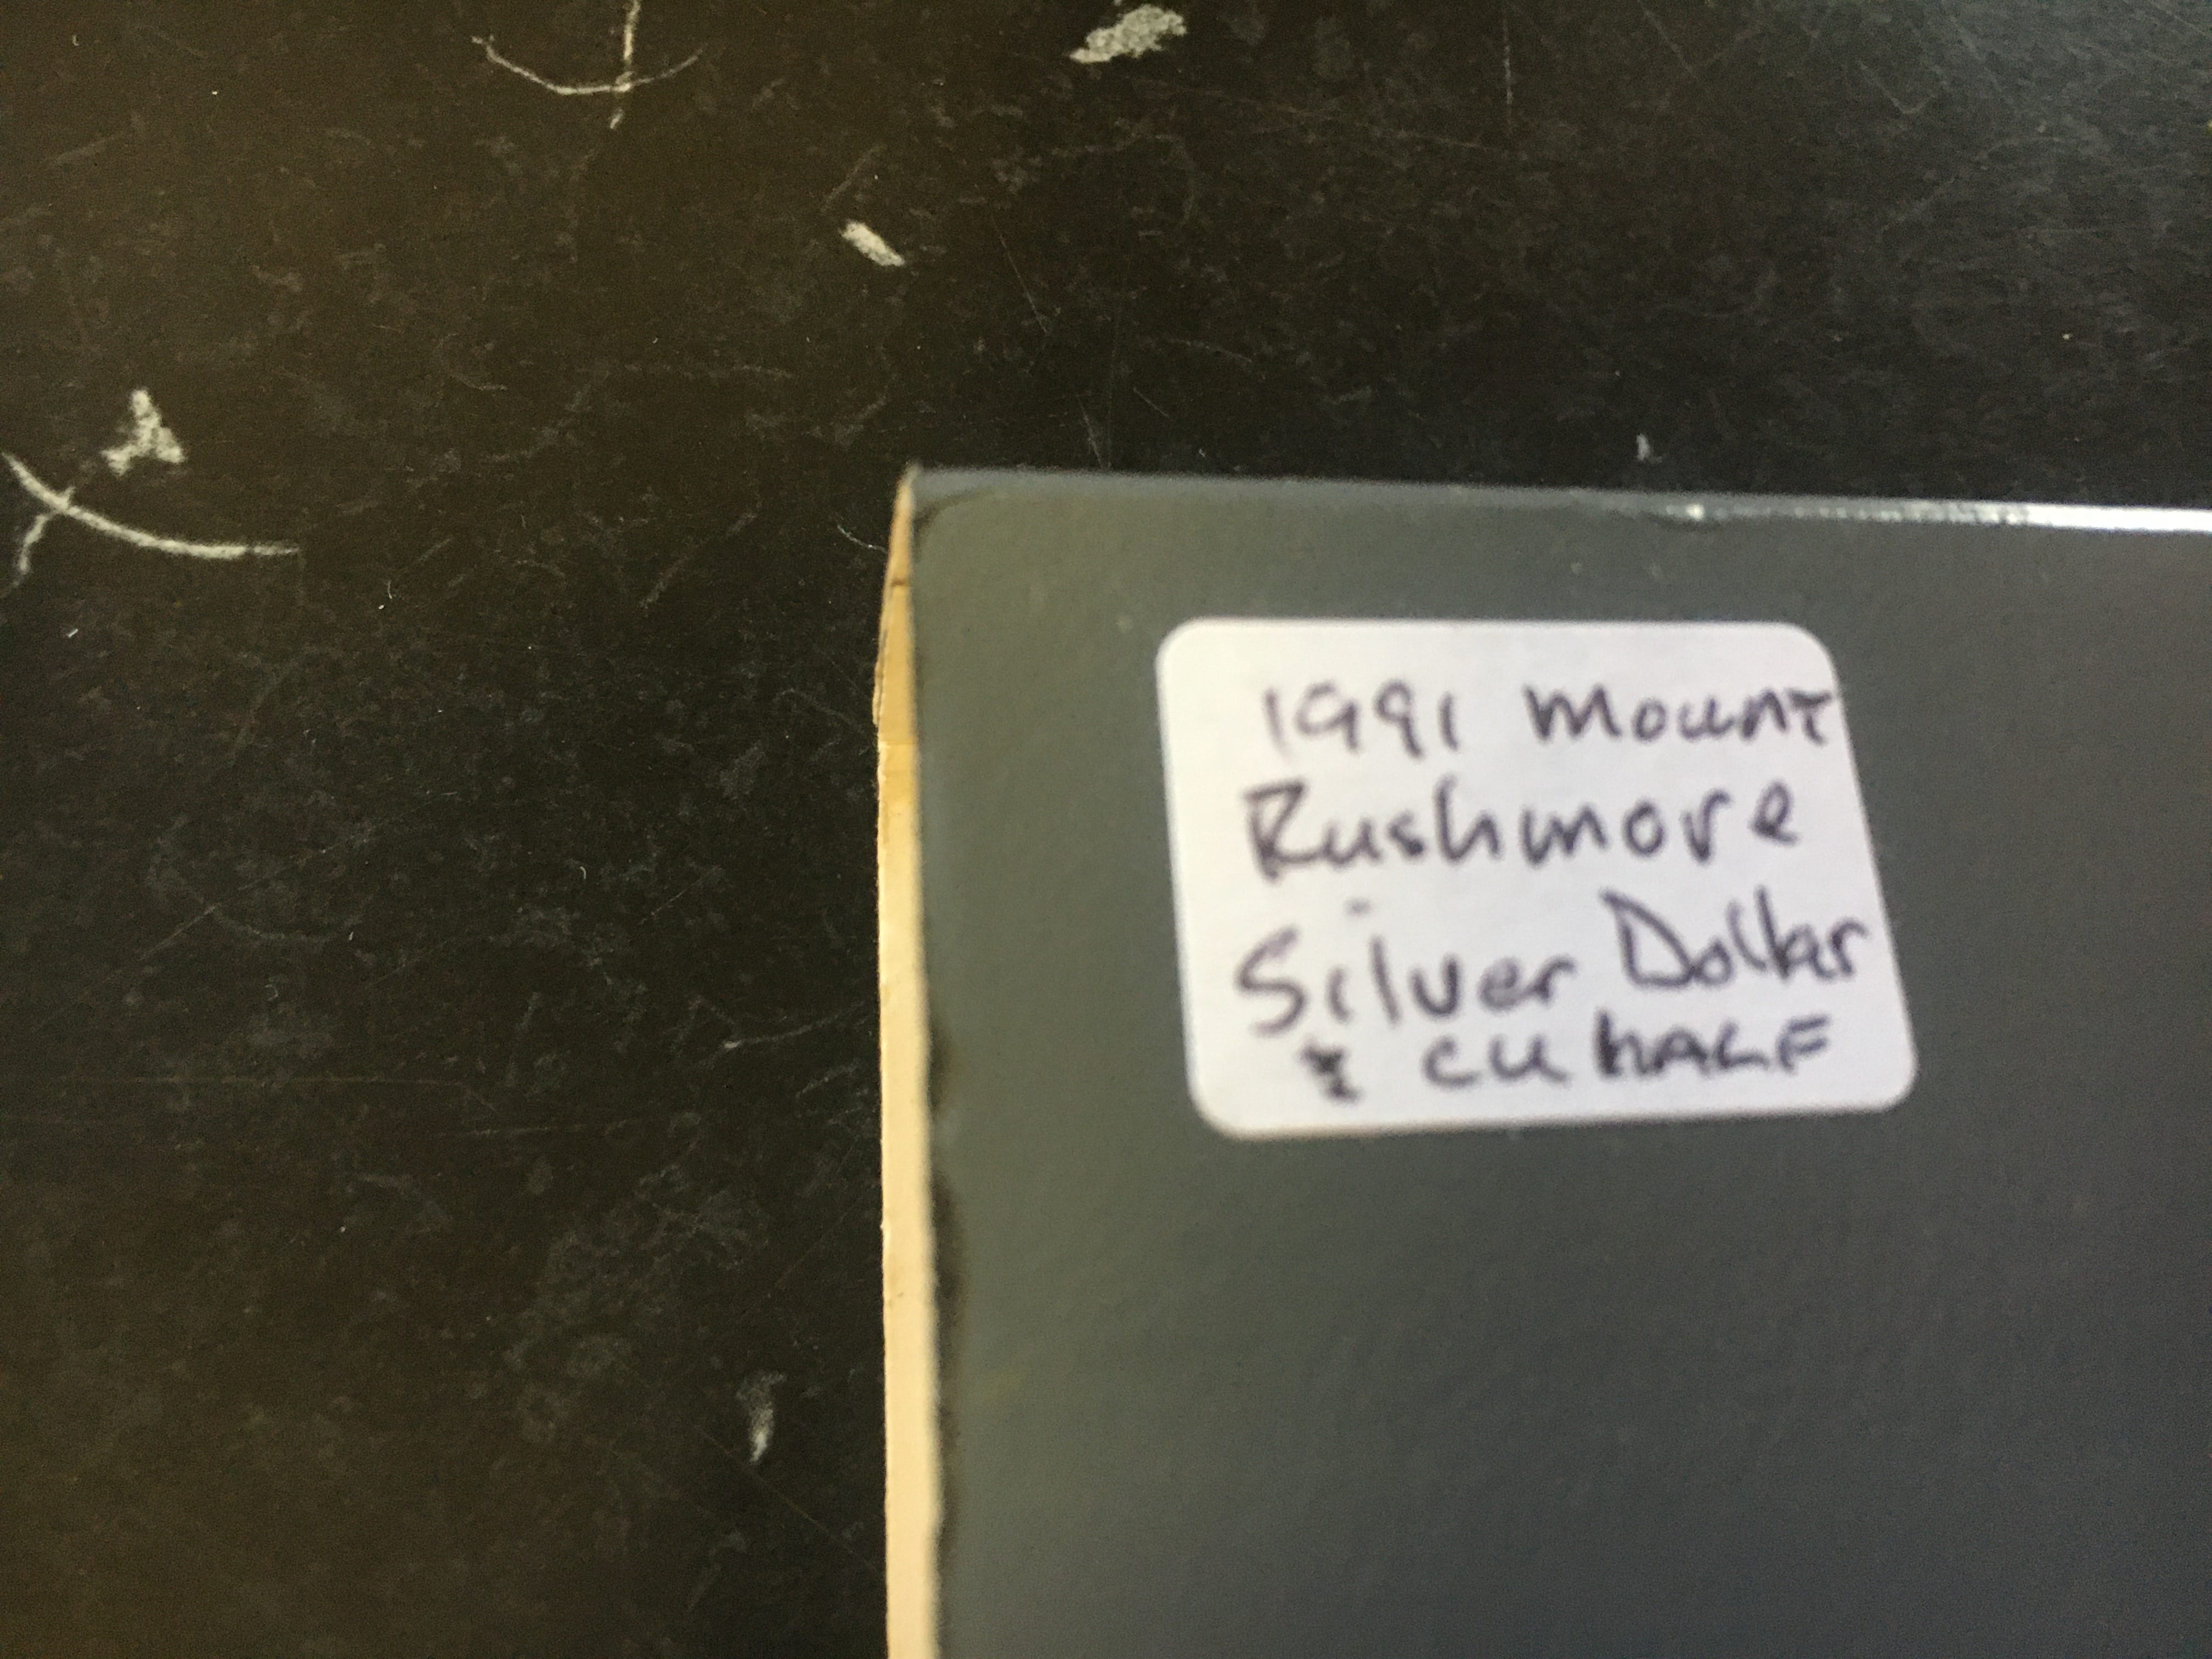 1991 Mount
Rushmore
Silver Dollar
& CU HALF